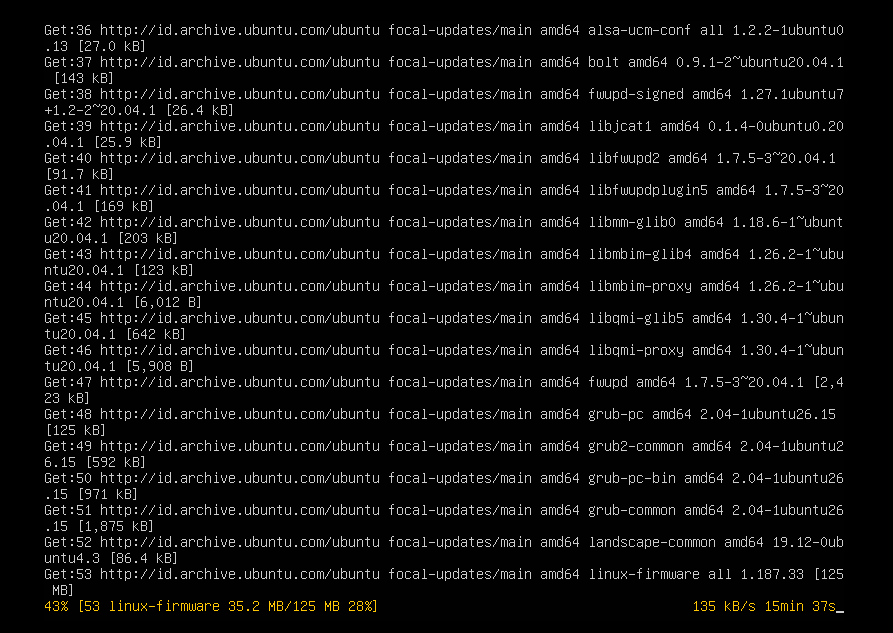 Get:36 http://id.archive.ubuntu.com/ubuntu focal-updates/main amd64 alsa-ucm-conf all 1.2.2-1ubuntu0
.13 [27.0 kB]
Get:37 http://id.archive.ubuntu.com/ubuntu focal-updates/main amd64 bolt amd64 0.9.1-2~ubuntu20.04.1
 [143 kB]
Get:38 http://id.archive.ubuntu.com/ubuntu focal-updates/main amd64 fwupd-signed amd64 1.27.1ubuntu7
+1.2-2~20.04.1 [26.4 kB]
Get:39 http://id.archive.ubuntu.com/ubuntu focal-updates/main amd64 libjcat1 amd64 0.1.4-0ubuntu0.20
.04.1 [25.9 kB]
Get:40 http://id.archive.ubuntu.com/ubuntu focal-updates/main amd64 libfwupd2 amd64 1.7.5-3~20.04.1
[91.7 kB]
Get:41 http://id.archive.ubuntu.com/ubuntu focal-updates/main amd64 libfwupdplugin5 amd64 1.7.5-3~20
.04.1 [169 kB]
Get:42 http://id.archive.ubuntu.com/ubuntu focal-updates/main amd64 libmm-glib0 amd64 1.18.6-1~ubunt
u20.04.1 [203 kB]
Get:43 http://id.archive.ubuntu.com/ubuntu focal-updates/main amd64 libmbim-glib4 amd64 1.26.2-1~ubu
ntu20.04.1 [123 kB]
Get:44 http://id.archive.ubuntu.com/ubuntu focal-updates/main amd64 libmbim-proxy amd64 1.26.2-1~ubu
ntu20.04.1 [6,012 B]
Get:45 http://id.archive.ubuntu.com/ubuntu focal-updates/main amd64 libqmi-glib5 amd64 1.30.4-1~ubun
tu20.04.1 [642 kB]
Get:46 http://id.archive.ubuntu.com/ubuntu focal-updates/main amd64 libqmi-proxy amd64 1.30.4-1~ubun
tu20.04.1 [5,908 B]
Get:47 http://id.archive.ubuntu.com/ubuntu focal-updates/main amd64 fwupd amd64 1.7.5-3~20.04.1 [2,4
23 kB]
Get:48 http://id.archive.ubuntu.com/ubuntu focal-updates/main amd64 grub-pc amd64 2.04-1ubuntu26.15
[125 kB]
Get:49 http://id.archive.ubuntu.com/ubuntu focal-updates/main amd64 grub2-common amd64 2.04-1ubuntu2
6.15 [592 kB]
Get:50 http://id.archive.ubuntu.com/ubuntu focal-updates/main amd64 grub-pc-bin amd64 2.04-1ubuntu26
.15 [971 kB]
Get:51 http://id.archive.ubuntu.com/ubuntu focal-updates/main amd64 grub-common amd64 2.04-1ubuntu26
.15 [1,875 kB]
Get:52 http://id.archive.ubuntu.com/ubuntu focal-updates/main amd64 landscape-common amd64 19.12-0ub
untu4.3 [86.4 kB]
Get:53 http://id.archive.ubuntu.com/ubuntu focal-updates/main amd64 linux-firmware all 1.187.33 [125
 MB]
43% [53 linux-firmware 35.2 MB/125 MB 28%] 135 kB/s 15min 37s_